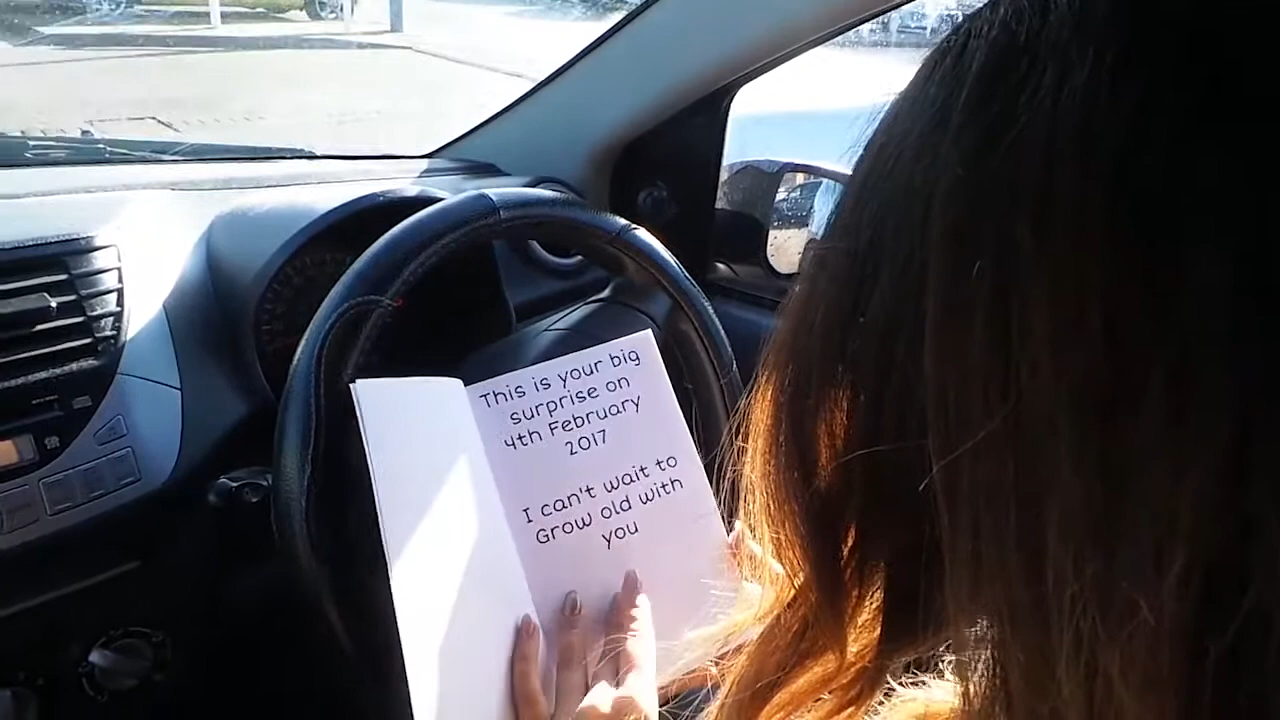 This is your big
surprise on
4th February
2017
I can't wait to
Grow old with
you